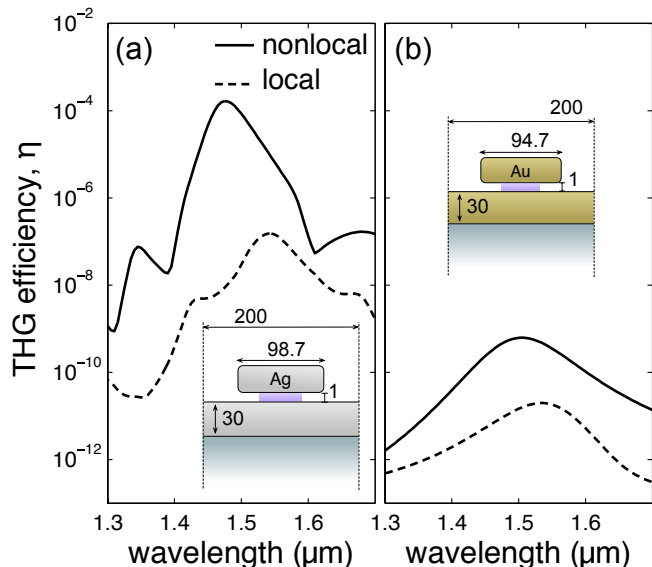 THG efficiency, η
10⁻²
10⁻⁴
10⁻⁶
10⁻⁸
10⁻¹⁰
10⁻¹²
(a)
nonlocal
local
200
98.7
Ag
1
30
1.3
1.4
1.5
1.6
wavelength (μm)
(b)
200
94.7
Au
1
30
1.3
1.4
1.5
1.6
wavelength (μm)